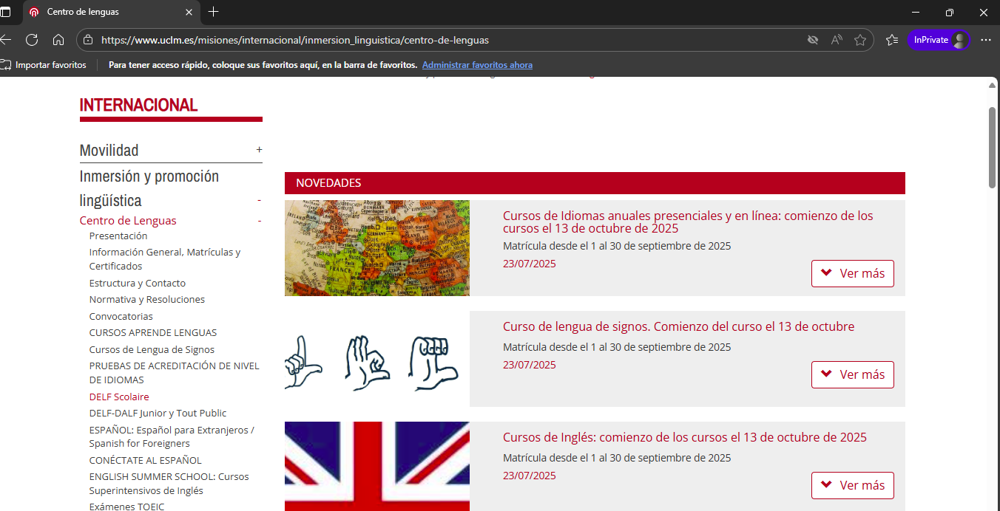 Centro de lenguas
https://www.uclm.es/misiones/internacional/inmersion_linguistica/centro-de-lenguas
InPrivate
Importar favoritos
Para tener acceso rápido, coloque sus favoritos aquí, en la barra de favoritos. Administrar favoritos ahora
INTERNACIONAL
Movilidad +
Inmersión y promoción
lingüística -
Centro de Lenguas -
Presentación
Información General, Matrículas y
Certificados
Estructura y Contacto
Normativa y Resoluciones
Convocatorias
CURSOS APRENDE LENGUAS
Cursos de Lengua de Signos
PRUEBAS DE ACREDITACIÓN DE NIVEL
DE IDIOMAS
DELF Scolaire
DELF-DALF Junior y Tout Public
ESPAÑOL: Español para Extranjeros /
Spanish for Foreigners
CONÉCTATE AL ESPAÑOL
ENGLISH SUMMER SCHOOL: Cursos
Superintensivos de Inglés
Exámenes TOEIC
NOVEDADES
Cursos de Idiomas anuales presenciales y en línea: comienzo de los
cursos el 13 de octubre de 2025
Matrícula desde el 1 al 30 de septiembre de 2025
23/07/2025
Ver más
Curso de lengua de signos. Comienzo del curso el 13 de octubre
Matrícula desde el 1 al 30 de septiembre de 2025
23/07/2025
Ver más
Cursos de Inglés: comienzo de los cursos el 13 de octubre de 2025
Matrícula desde el 1 al 30 de septiembre de 2025
23/07/2025
Ver más